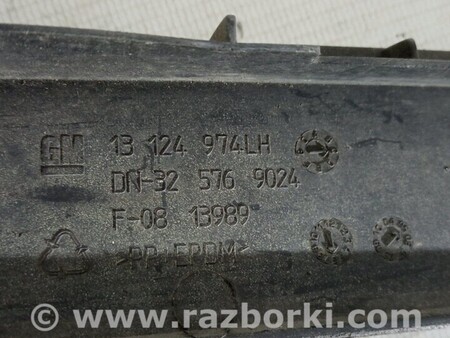 GM 13 124 974LH
DN-32 576 9024
F-08 13989
>PP/EPDM<
© www.razborki.com